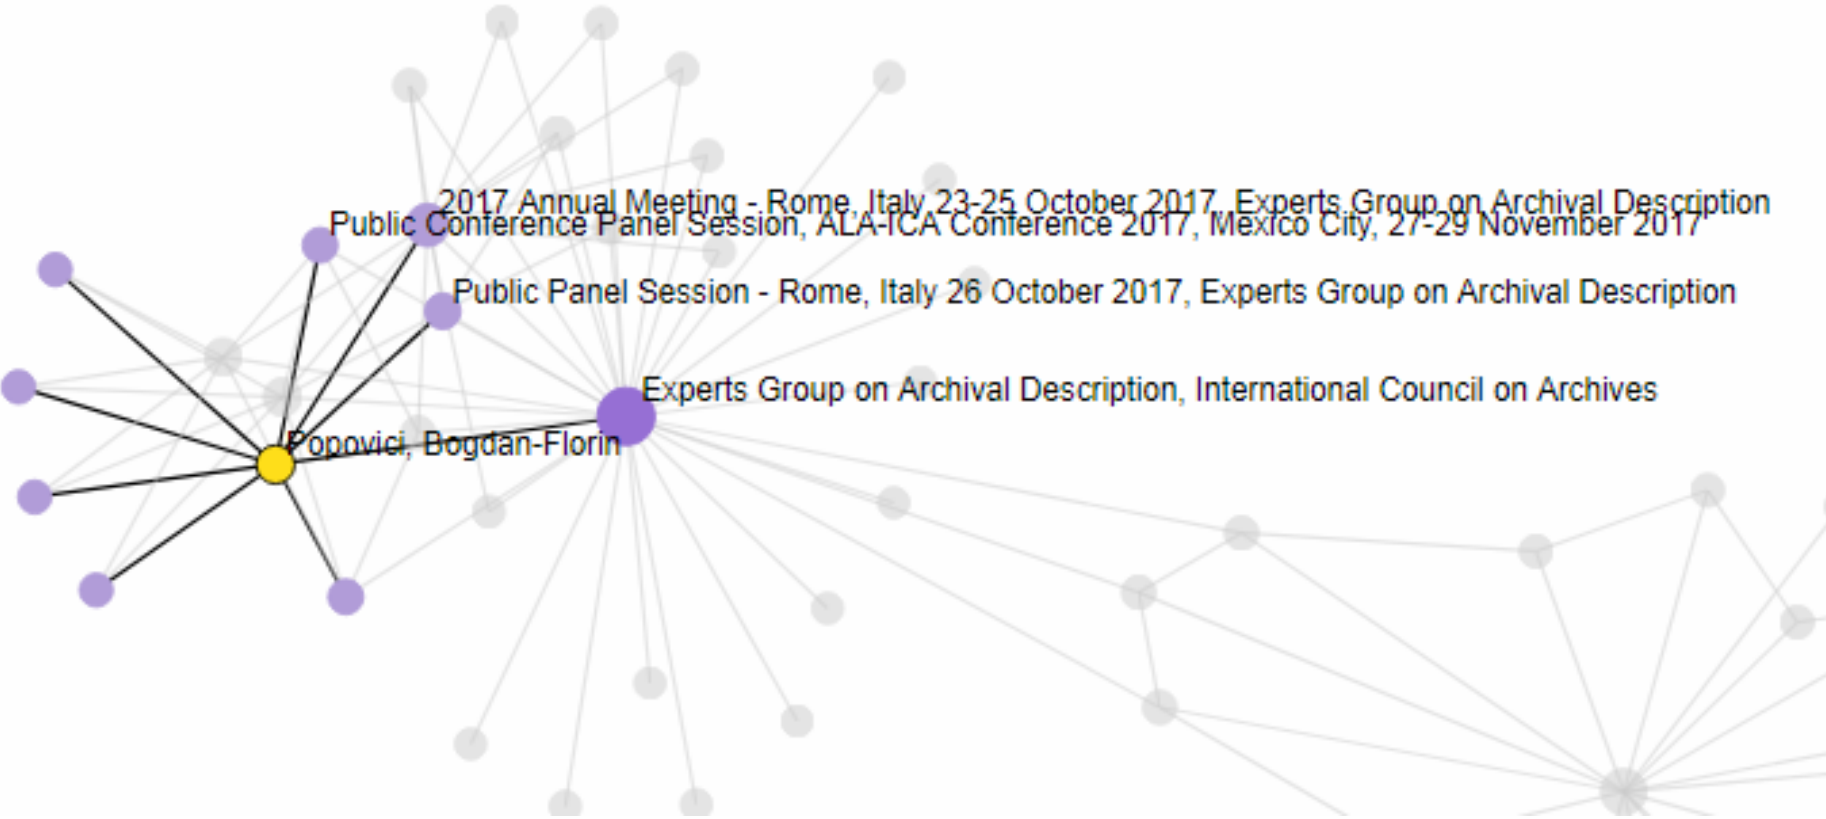 2017 Annual Meeting - Rome, Italy 23-25 October 2017, Experts Group on Archival Description
Public Conference Panel Session, ALA-ICA Conference 2017, Mexico City, 27-29 November 2017
Public Panel Session - Rome, Italy 26 October 2017, Experts Group on Archival Description
Experts Group on Archival Description, International Council on Archives
Popovici, Bogdan-Florin